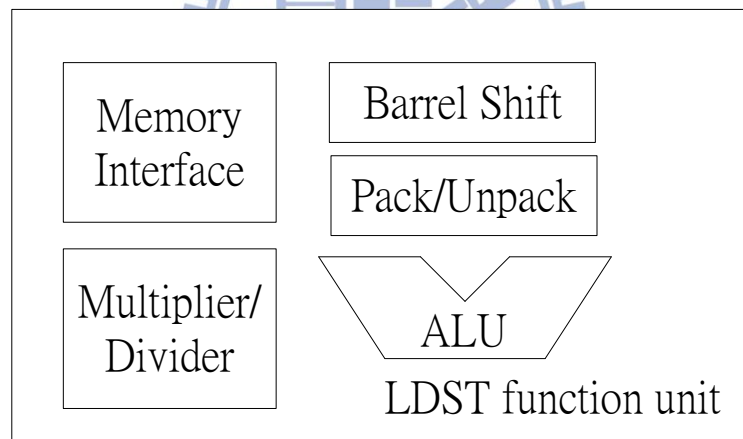 Memory
Interface
Barrel Shift
Pack/Unpack
Multiplier/
Divider
ALU
LDST function unit